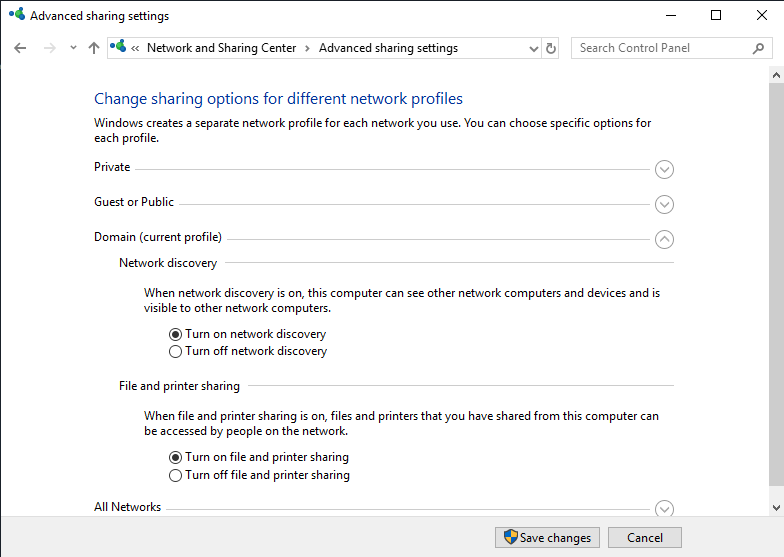 Advanced sharing settings
« Network and Sharing Center > Advanced sharing settings
Search Control Panel
Change sharing options for different network profiles
Windows creates a separate network profile for each network you use. You can choose specific options for
each profile.
Private
Guest or Public
Domain (current profile)
Network discovery
When network discovery is on, this computer can see other network computers and devices and is
visible to other network computers.
Turn on network discovery
Turn off network discovery
File and printer sharing
When file and printer sharing is on, files and printers that you have shared from this computer can
be accessed by people on the network.
Turn on file and printer sharing
Turn off file and printer sharing
All Networks
Save changes
Cancel